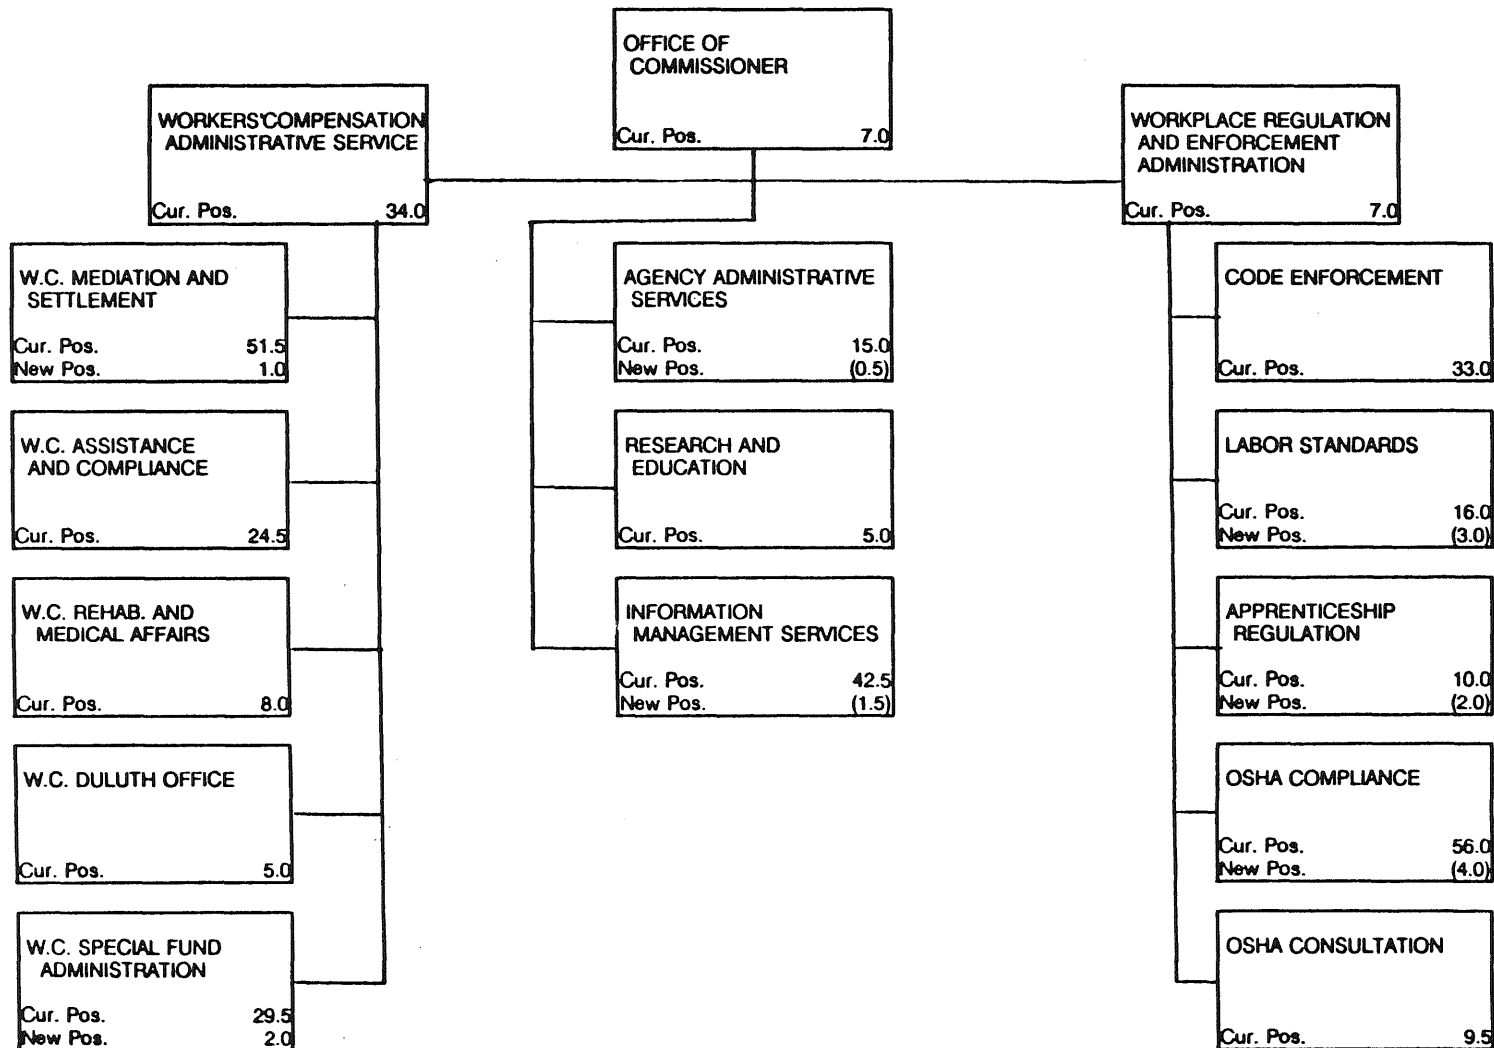 OFFICE OF
COMMISSIONER
Cur. Pos. 7.0
WORKERS'COMPENSATION
ADMINISTRATIVE SERVICE
Cur. Pos. 34.0
WORKPLACE REGULATION
AND ENFORCEMENT
ADMINISTRATION
Cur. Pos. 7.0
W.C. MEDIATION AND
SETTLEMENT
Cur. Pos. 51.5
New Pos. 1.0
W.C. ASSISTANCE
AND COMPLIANCE
Cur. Pos. 24.5
W.C. REHAB. AND
MEDICAL AFFAIRS
Cur. Pos. 8.0
W.C. DULUTH OFFICE
Cur. Pos. 5.0
W.C. SPECIAL FUND
ADMINISTRATION
Cur. Pos. 29.5
New Pos. 2.0
AGENCY ADMINISTRATIVE
SERVICES
Cur. Pos. 15.0
New Pos. (0.5)
RESEARCH AND
EDUCATION
Cur. Pos. 5.0
INFORMATION
MANAGEMENT SERVICES
Cur. Pos. 42.5
New Pos. (1.5)
CODE ENFORCEMENT
Cur. Pos. 33.0
LABOR STANDARDS
Cur. Pos. 16.0
New Pos. (3.0)
APPRENTICESHIP
REGULATION
Cur. Pos. 10.0
New Pos. (2.0)
OSHA COMPLIANCE
Cur. Pos. 56.0
New Pos. (4.0)
OSHA CONSULTATION
Cur. Pos. 9.5